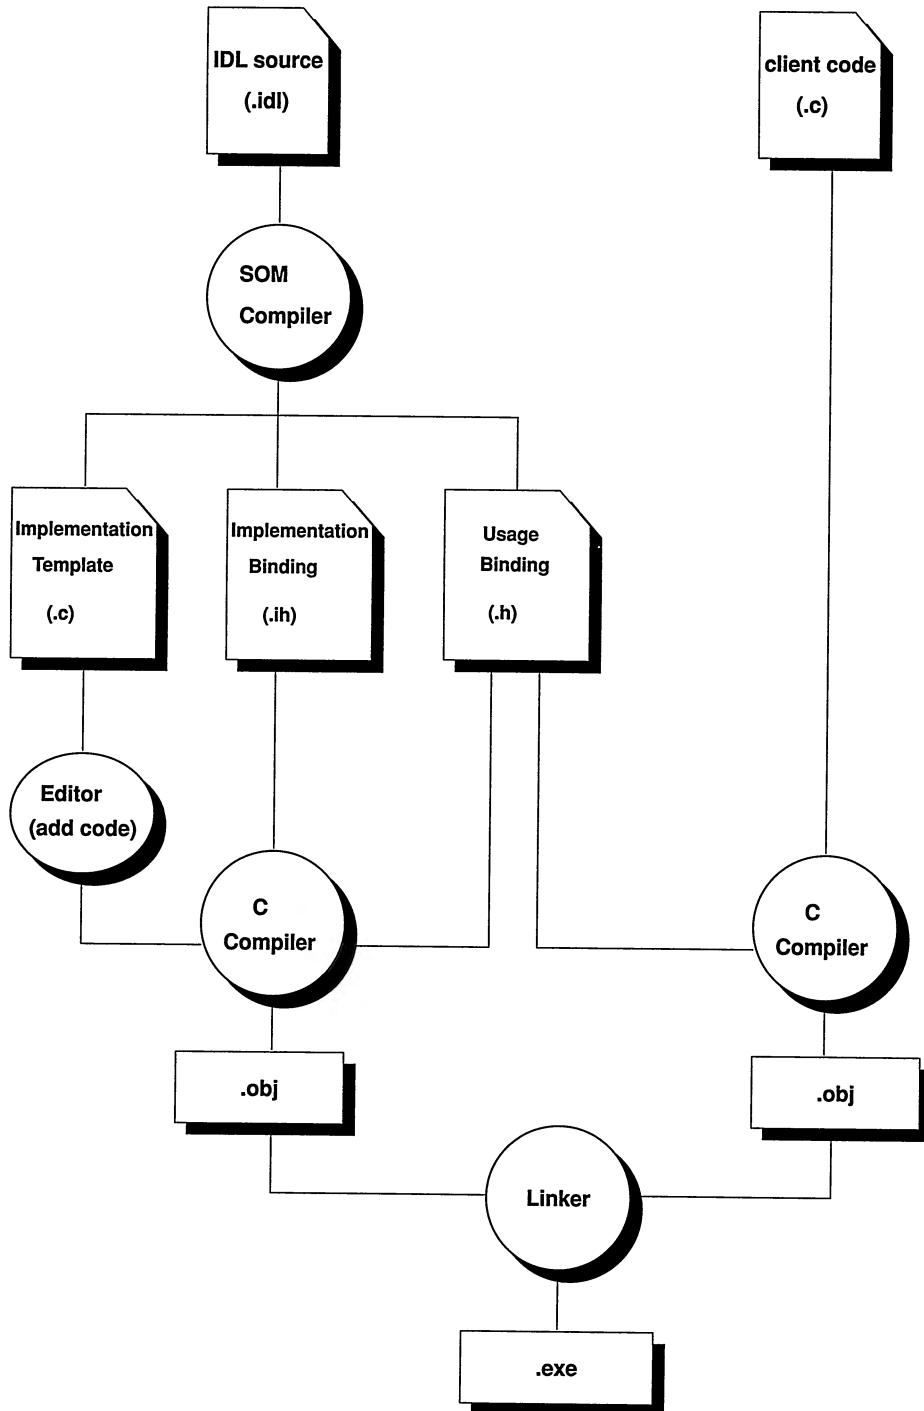 IDL source
(.idl)
client code
(.c)
SOM
Compiler
Implementation
Template
(.c)
Implementation
Binding
(.ih)
Usage
Binding
(.h)
Editor
(add code)
C
Compiler
C
Compiler
.obj
.obj
Linker
.exe